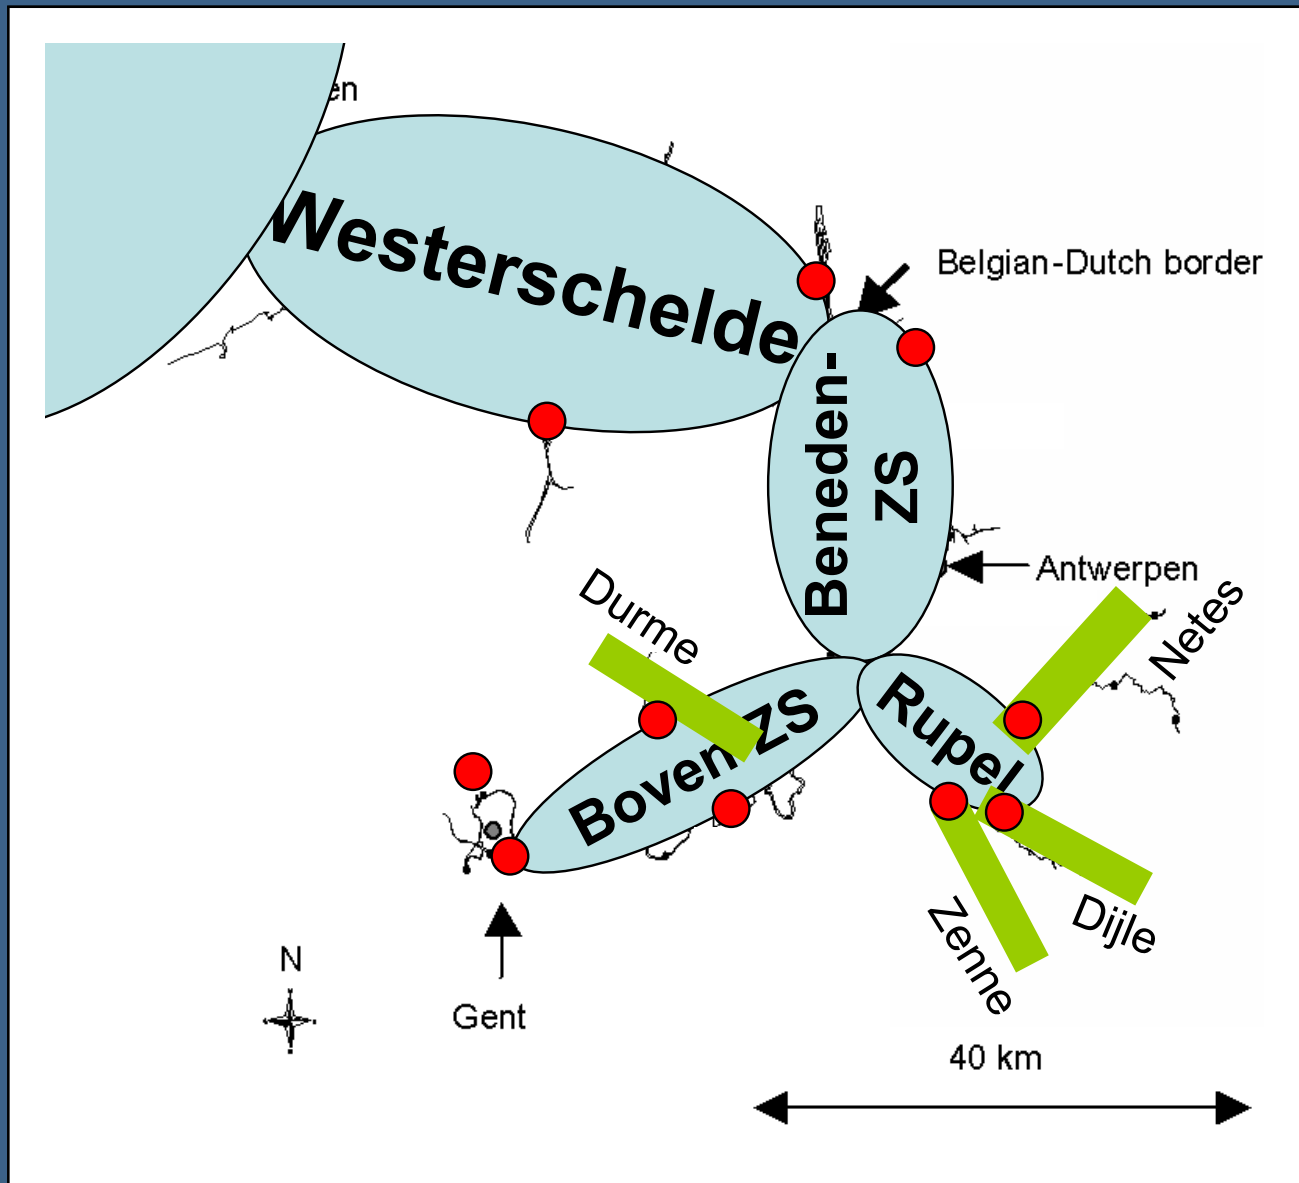 Westerschelde
Belgian-Dutch border
Beneden-
ZS
Antwerpen
Durme
Netes
Boven ZS
Rupel
Zenne
Dijle
N
Gent
40 km